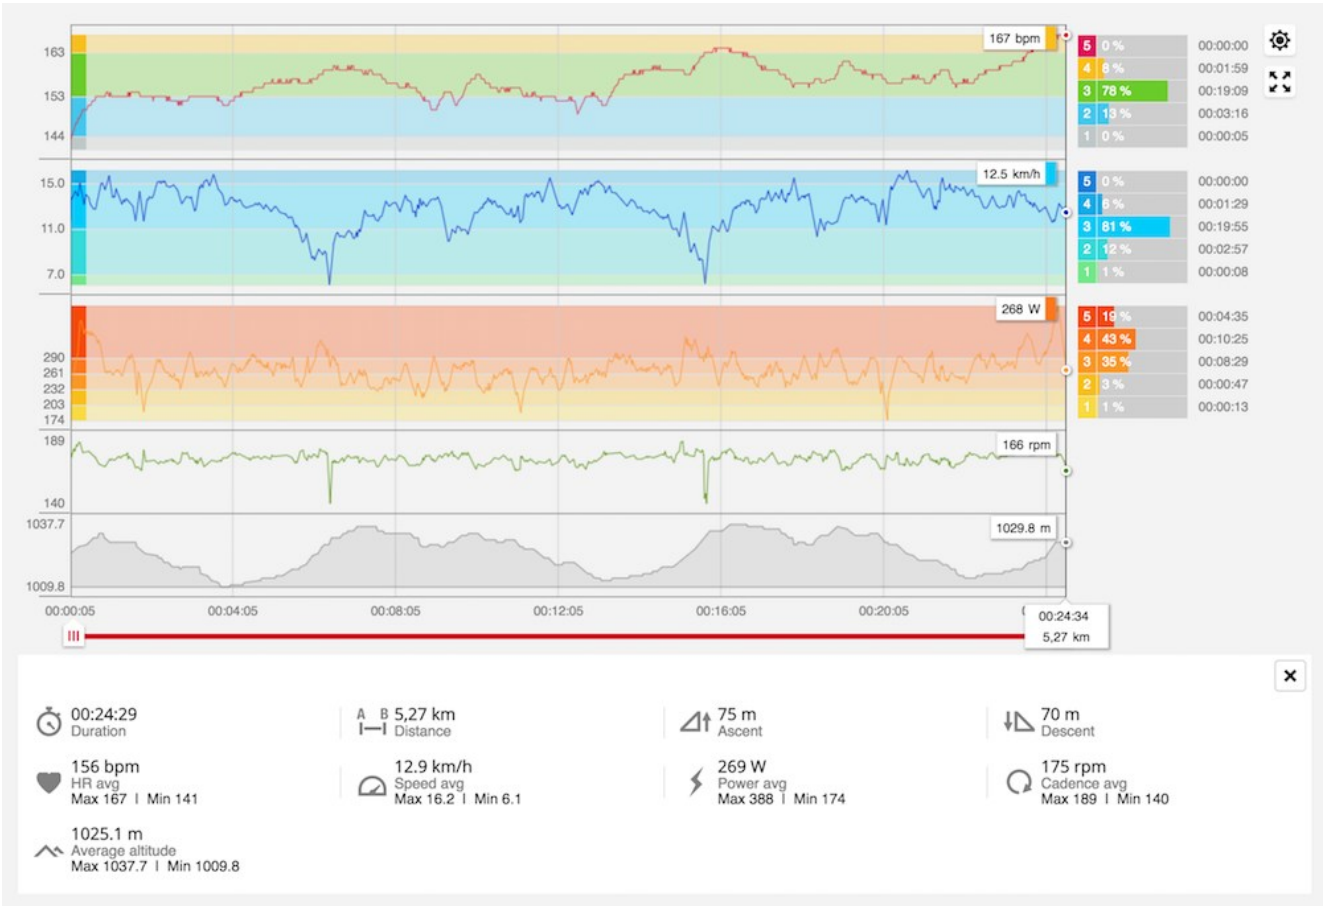 163
153
144
167 bpm
5 0 % 00:00:00
4 8 % 00:01:59
3 78 % 00:19:09
2 13 % 00:03:16
1 0 % 00:00:05
15.0
11.0
7.0
12.5 km/h
5 0 % 00:00:00
4 6 % 00:01:29
3 81 % 00:19:55
2 12 % 00:02:57
1 1 % 00:00:08
290
261
232
203
174
268 W
5 19 % 00:04:35
4 43 % 00:10:25
3 35 % 00:08:29
2 3 % 00:00:47
1 1 % 00:00:13
189
140
166 rpm
1037.7
1009.8
1029.8 m
00:00:05 00:04:05 00:08:05 00:12:05 00:16:05 00:20:05
00:24:34
5,27 km
00:24:29
Duration
5,27 km
A B
Distance
75 m
Ascent
70 m
Descent
156 bpm
HR avg
Max 167 | Min 141
12.9 km/h
Speed avg
Max 16.2 | Min 6.1
269 W
Power avg
Max 388 | Min 174
175 rpm
Cadence avg
Max 189 | Min 140
1025.1 m
Average altitude
Max 1037.7 | Min 1009.8